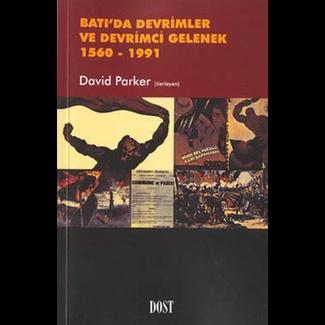 BATI'DA DEVRİMLER
VE DEVRİMCİ GELENEK
1560 - 1991
David Parker (derleyen)
COMMUNE DE PARIS
DOST